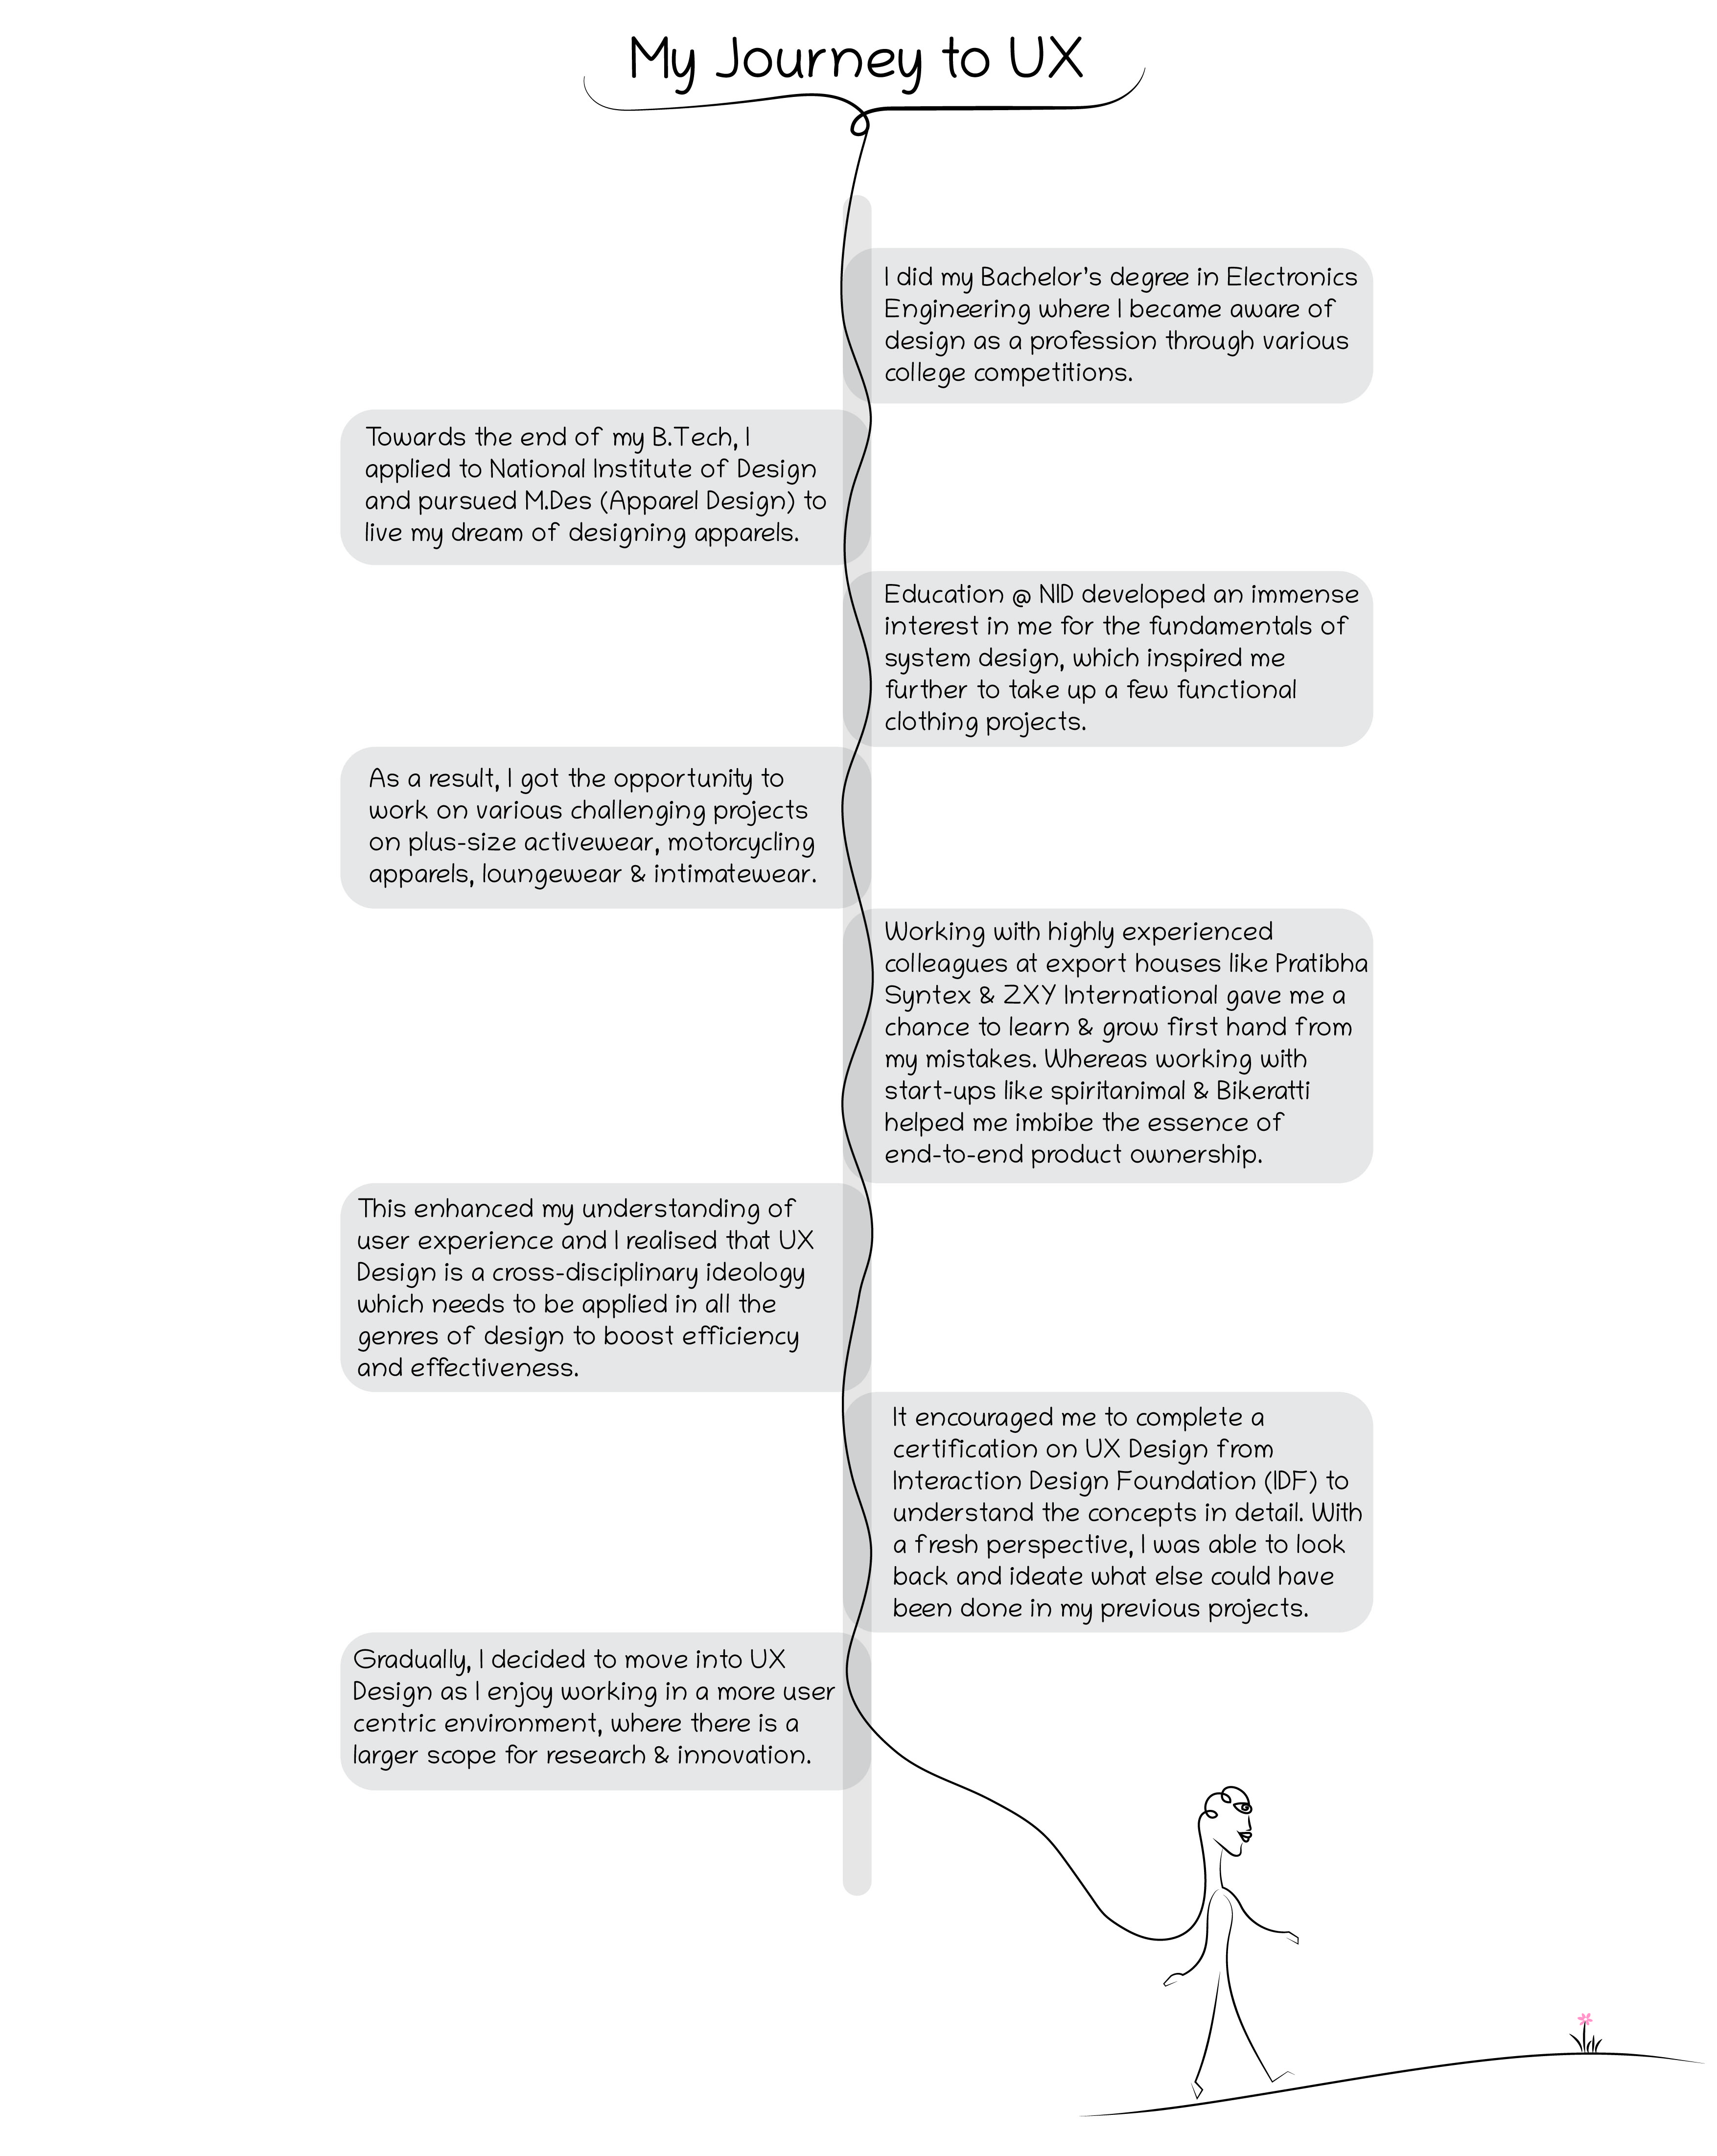 My Journey to UX
I did my Bachelor's degree in Electronics
Engineering where I became aware of
design as a profession through various
college competitions.
Towards the end of my B.Tech, I
applied to National Institute of Design
and pursued M.Des (Apparel Design) to
live my dream of designing apparels.
Education @ NID developed an immense
interest in me for the fundamentals of
system design, which inspired me
further to take up a few functional
clothing projects.
As a result, I got the opportunity to
work on various challenging projects
on plus-size activewear, motorcycling
apparels, loungewear & intimatewear.
Working with highly experienced
colleagues at export houses like Pratibha
Syntex & ZXY International gave me a
chance to learn & grow first hand from
my mistakes. Whereas working with
start-ups like spiritanimal & Bikeratti
helped me imbibe the essence of
end-to-end product ownership.
This enhanced my understanding of
user experience and I realised that UX
Design is a cross-disciplinary ideology
which needs to be applied in all the
genres of design to boost efficiency
and effectiveness.
It encouraged me to complete a
certification on UX Design from
Interaction Design Foundation (IDF) to
understand the concepts in detail. With
a fresh perspective, I was able to look
back and ideate what else could have
been done in my previous projects.
Gradually, I decided to move into UX
Design as I enjoy working in a more user
centric environment, where there is a
larger scope for research & innovation.